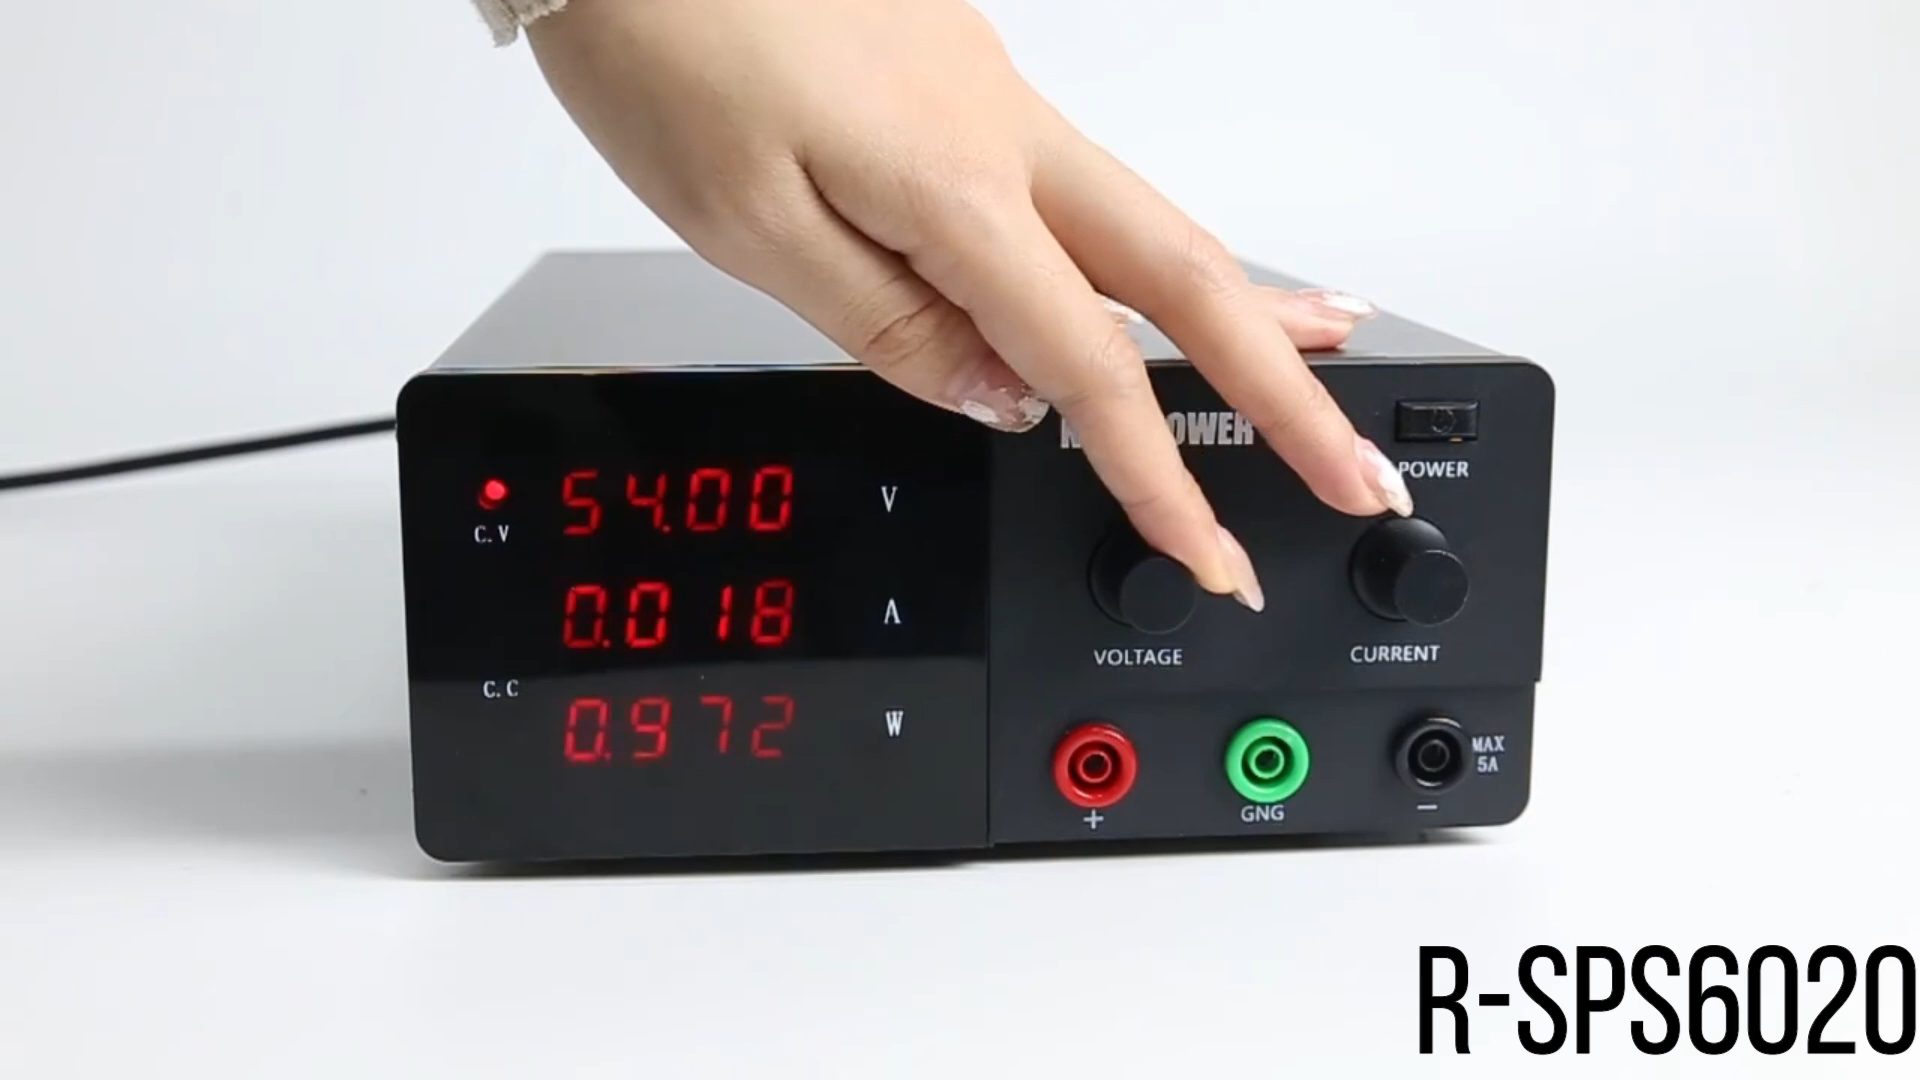 POWER
54.00 V
C.V
0.018 A
C.C
0.972 W
VOLTAGE
CURRENT
MAX
5A
+
GNG
−
R-SPS6020